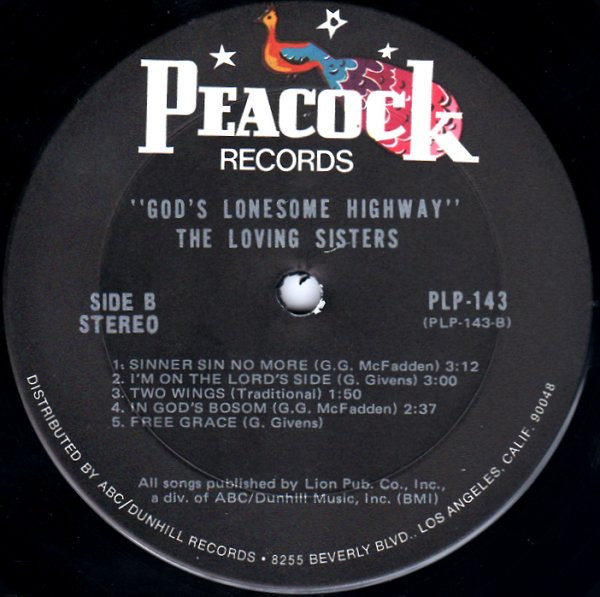 PEACOCK
RECORDS
"GOD'S LONESOME HIGHWAY"
THE LOVING SISTERS
SIDE B
STEREO
PLP-143
(PLP-143-B)
1: SINNER SIN NO MORE (G.G. McFADDEN) 3:12
2: I'M ON THE LORD'S SIDE (G. Givens) 3:00
3: TWO WINGS (Traditional) 1:50
4: IN GOD'S BOSOM (G.G. McFadden) 2:37
5: FREE GRACE (G. Givens)
All songs published by Lion Pub. Co., Inc.,
a div. of ABC/Dunhill Music, Inc. (BMI)
DISTRIBUTED BY ABC/DUNHILL RECORDS • 8255 BEVERLY BLVD., LOS ANGELES, CALIF. 90048